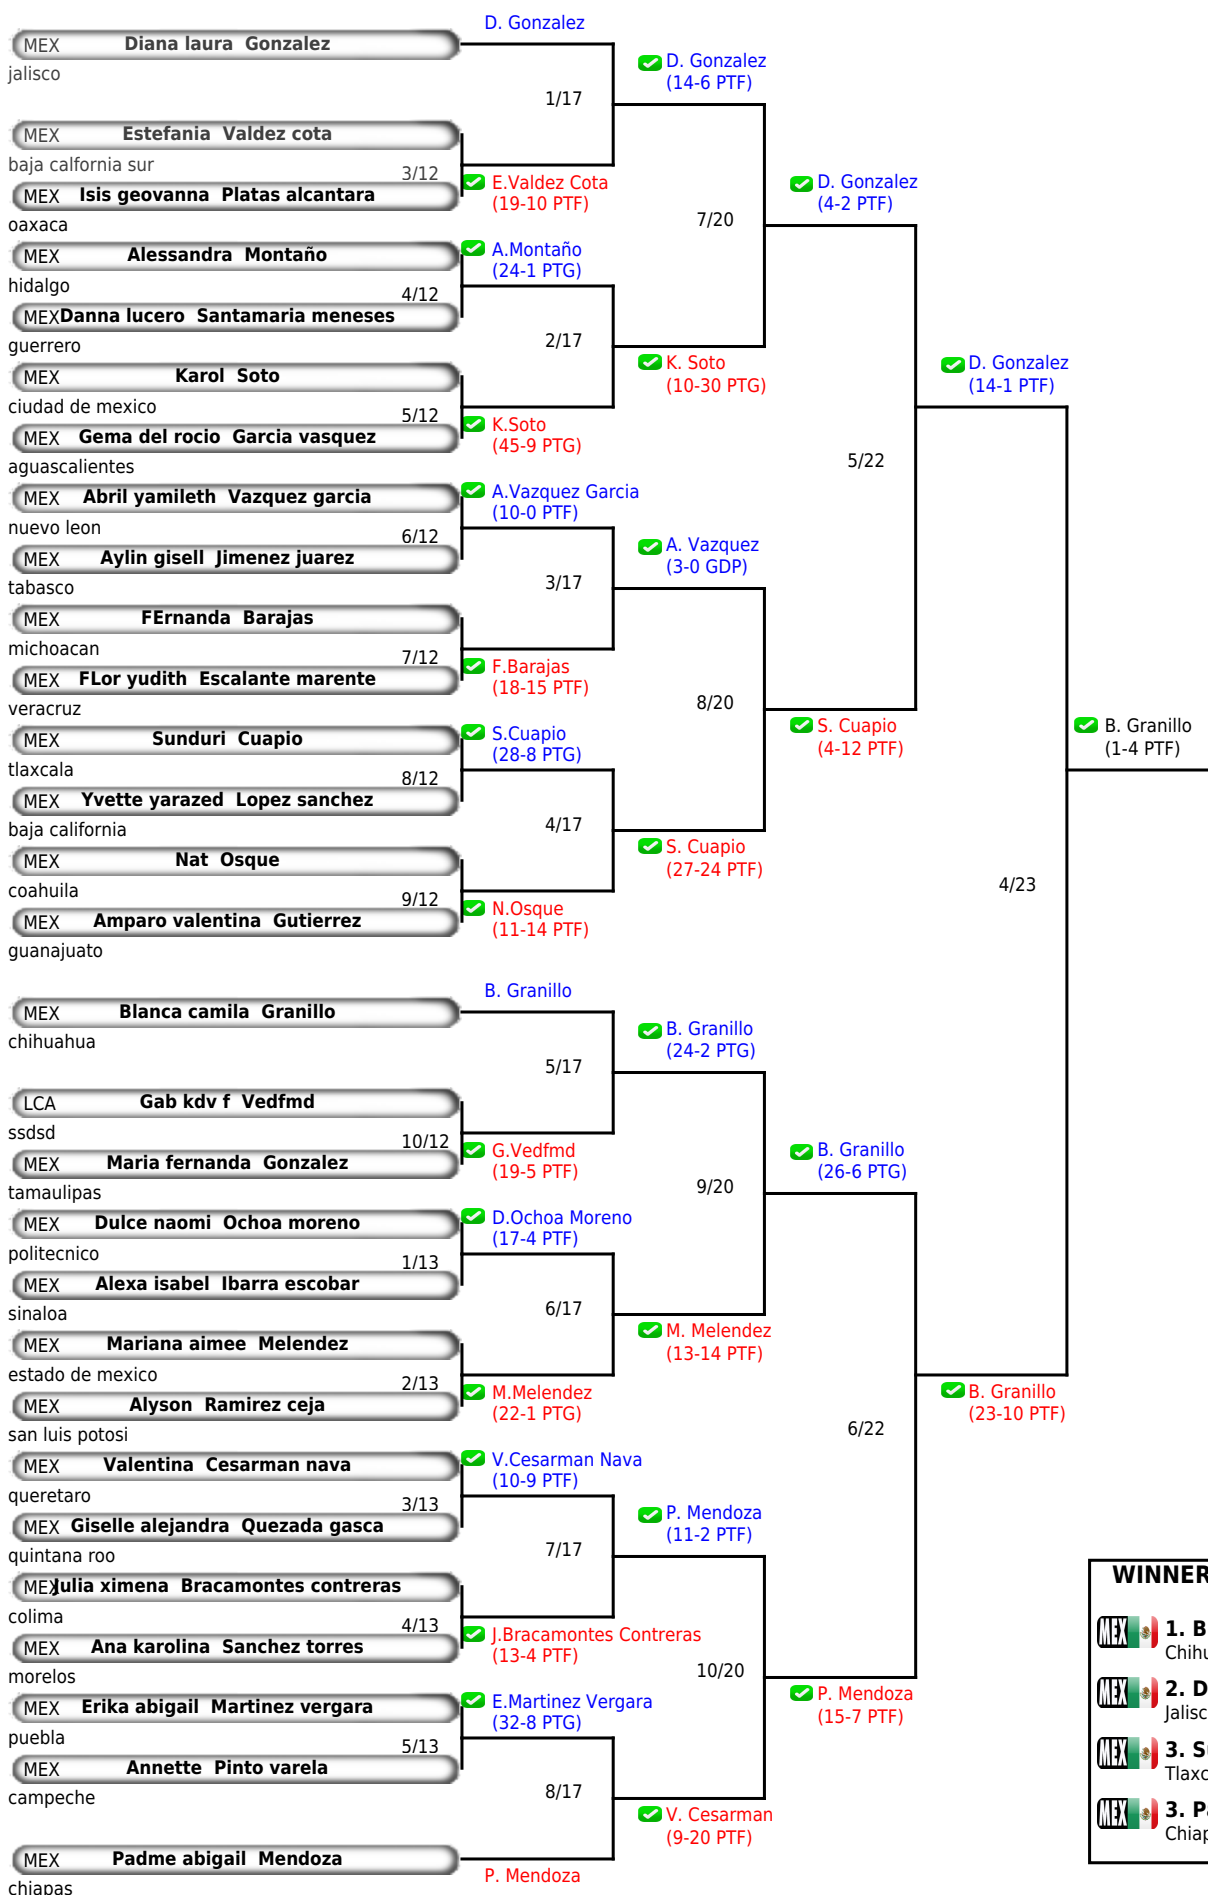 D. Gonzalez
MEX Diana laura Gonzalez
jalisco
D. Gonzalez
(14-6 PTF)
1/17
MEX Estefania Valdez cota
baja calfornia sur
3/12
E.Valdez Cota
(19-10 PTF)
MEX Isis geovanna Platas alcantara
oaxaca
D. Gonzalez
(4-2 PTF)
7/20
MEX Alessandra Montaño
hidalgo
A.Montaño
(24-1 PTG)
4/12
MEX Danna lucero Santamaria meneses
guerrero
2/17
K. Soto
(10-30 PTG)
MEX Karol Soto
ciudad de mexico
5/12
K.Soto
(45-9 PTG)
MEX Gema del rocio Garcia vasquez
aguascalientes
D. Gonzalez
(14-1 PTF)
5/22
MEX Abril yamileth Vazquez garcia
nuevo leon
A.Vazquez Garcia
(10-0 PTF)
6/12
MEX Aylin gisell Jimenez juarez
tabasco
A. Vazquez
(3-0 GDP)
3/17
MEX FErnanda Barajas
michoacan
7/12
F.Barajas
(18-15 PTF)
MEX FLor yudith Escalante marente
veracruz
8/20
S. Cuapio
(4-12 PTF)
B. Granillo
(1-4 PTF)
MEX Sunduri Cuapio
tlaxcala
S.Cuapio
(28-8 PTG)
8/12
MEX Yvette yarazed Lopez sanchez
baja california
4/17
S. Cuapio
(27-24 PTF)
MEX Nat Osque
coahuila
9/12
N.Osque
(11-14 PTF)
MEX Amparo valentina Gutierrez
guanajuato
4/23
B. Granillo
MEX Blanca camila Granillo
chihuahua
B. Granillo
(24-2 PTG)
5/17
LCA Gab kdv f Vedfmd
ssdsd
10/12
G.Vedfmd
(19-5 PTF)
MEX Maria fernanda Gonzalez
tamaulipas
B. Granillo
(26-6 PTG)
9/20
MEX Dulce naomi Ochoa moreno
politecnico
D.Ochoa Moreno
(17-4 PTF)
1/13
MEX Alexa isabel Ibarra escobar
sinaloa
6/17
M. Melendez
(13-14 PTF)
MEX Mariana aimee Melendez
estado de mexico
2/13
M.Melendez
(22-1 PTG)
MEX Alyson Ramirez ceja
san luis potosi
B. Granillo
(23-10 PTF)
6/22
MEX Valentina Cesarman nava
queretaro
V.Cesarman Nava
(10-9 PTF)
3/13
MEX Giselle alejandra Quezada gasca
quintana roo
P. Mendoza
(11-2 PTF)
7/17
MEX Julia ximena Bracamontes contreras
colima
4/13
J.Bracamontes Contreras
(13-4 PTF)
MEX Ana karolina Sanchez torres
morelos
10/20
P. Mendoza
(15-7 PTF)
MEX Erika abigail Martinez vergara
puebla
E.Martinez Vergara
(32-8 PTG)
5/13
MEX Annette Pinto varela
campeche
8/17
V. Cesarman
(9-20 PTF)
MEX Padme abigail Mendoza
chiapas
P. Mendoza
WINNER
MEX 1. B
Chihu
MEX 2. D
Jalisc
MEX 3. S
Tlaxc
MEX 3. Pa
Chiap